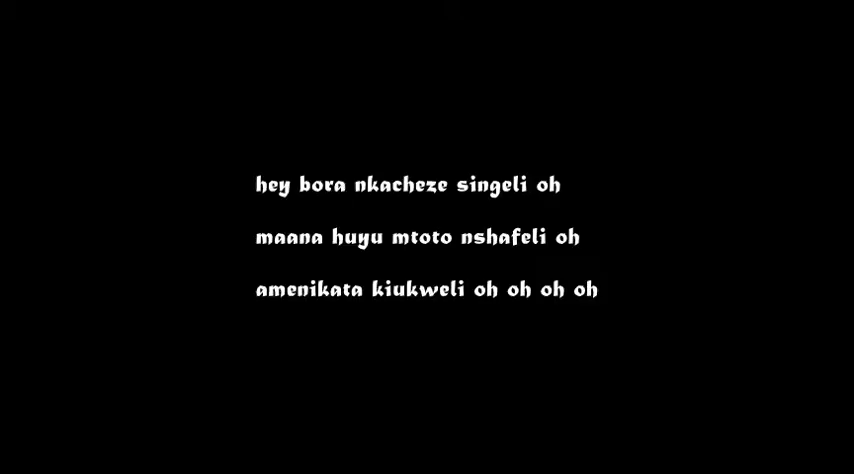 hey bora nkacheze singeli oh
maana huyu mtoto nshafeli oh
amenikata kiukweli oh oh oh oh